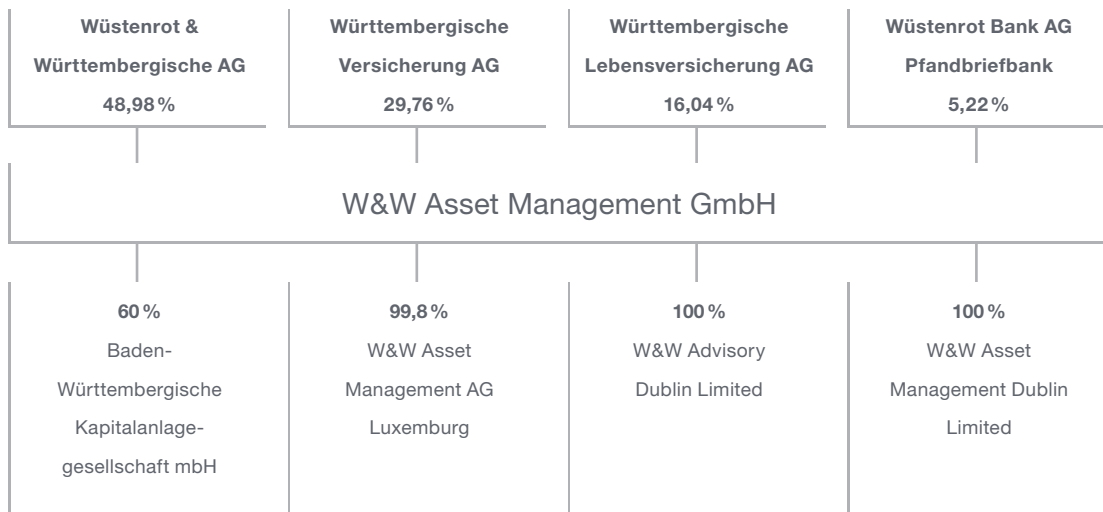 Wüstenrot &
Württembergische AG
48,98 %
Württembergische
Versicherung AG
29,76 %
Württembergische
Lebensversicherung AG
16,04 %
Wüstenrot Bank AG
Pfandbriefbank
5,22 %
W&W Asset Management GmbH
60 %
Baden-
Württembergische
Kapitalanlage-
gesellschaft mbH
99,8 %
W&W Asset
Management AG
Luxemburg
100 %
W&W Advisory
Dublin Limited
100 %
W&W Asset
Management Dublin
Limited